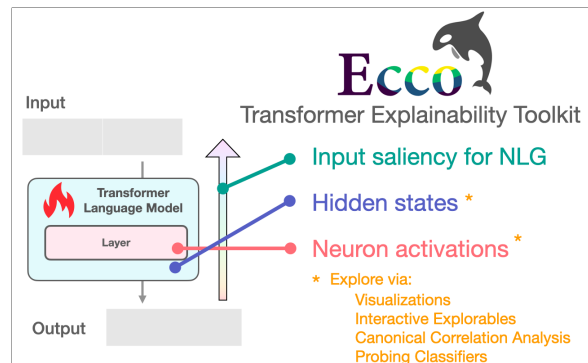 Ecco
Transformer Explainability Toolkit
Input
Input saliency for NLG
Transformer
Language Model
Hidden states *
Layer
Neuron activations *
* Explore via:
Visualizations
Interactive Explorables
Canonical Correlation Analysis
Probing Classifiers
Output